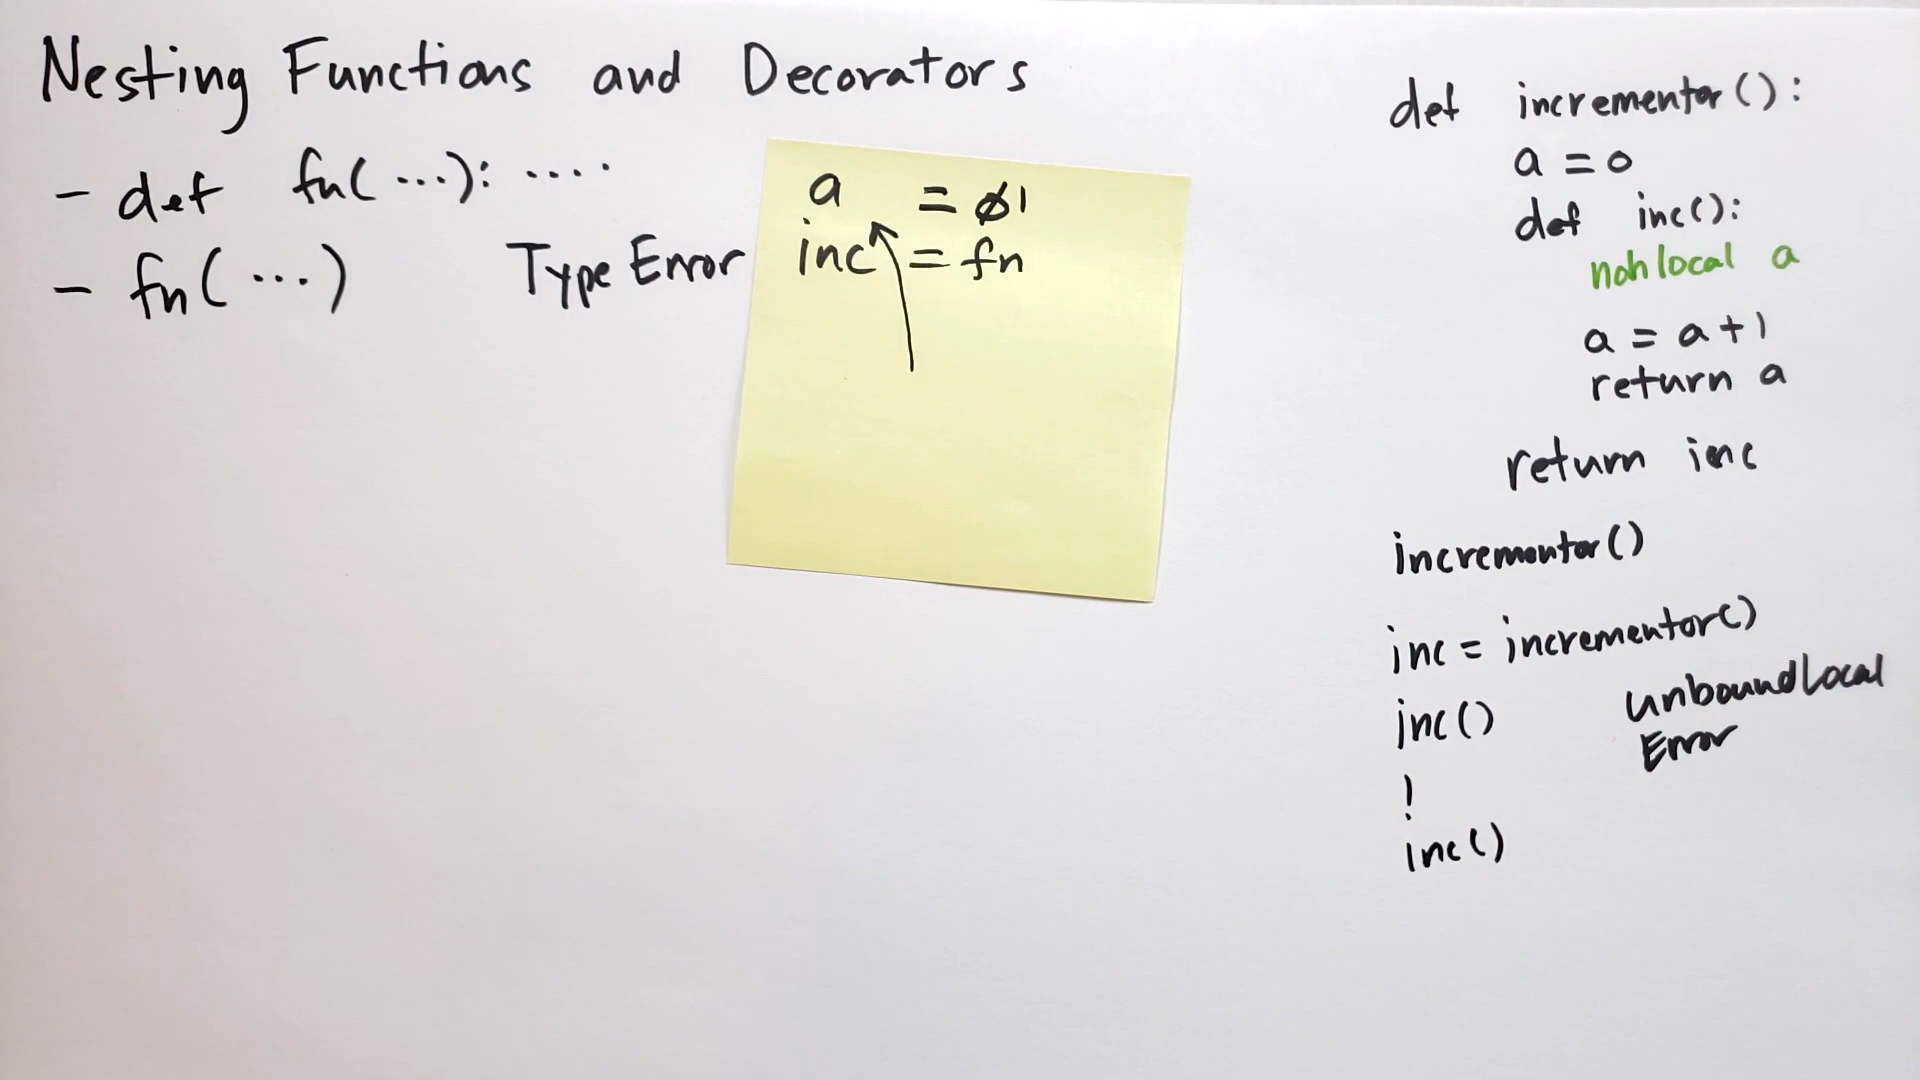 Nesting Functions and Decorators
- def fn(...): ....
- fn(...)
Type Error
a = 0 1
inc = fn
def incrementor():
a = 0
def inc():
nonlocal a
a = a + 1
return a
return inc
incrementor()
inc = incrementor()
inc()
unboundLocal
Error
!
inc()